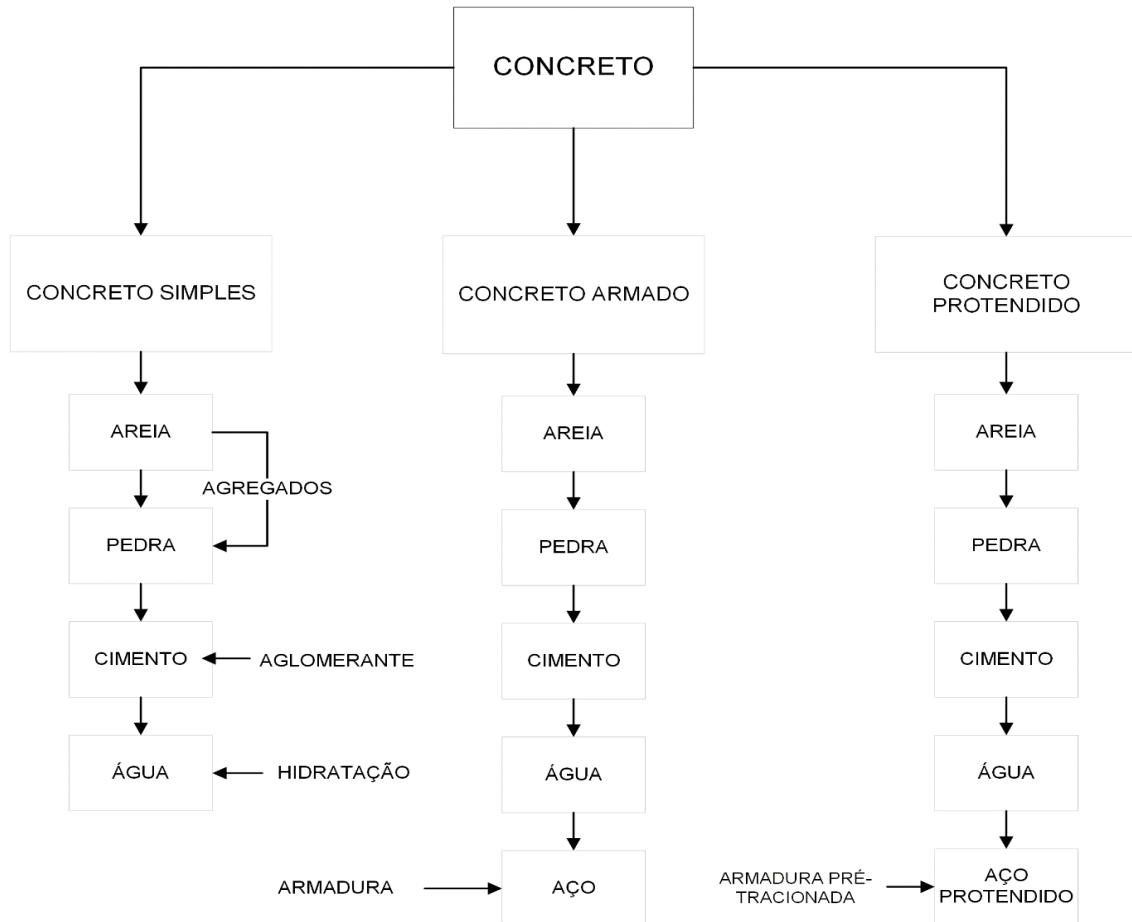 CONCRETO
CONCRETO SIMPLES
CONCRETO ARMADO
CONCRETO
PROTENDIDO
AREIA
AGREGADOS
PEDRA
CIMENTO
AGLOMERANTE
ÁGUA
HIDRATAÇÃO
AREIA
PEDRA
CIMENTO
ÁGUA
ARMADURA
AÇO
AREIA
PEDRA
CIMENTO
ÁGUA
ARMADURA PRÉ-
TRACIONADA
AÇO
PROTENDIDO